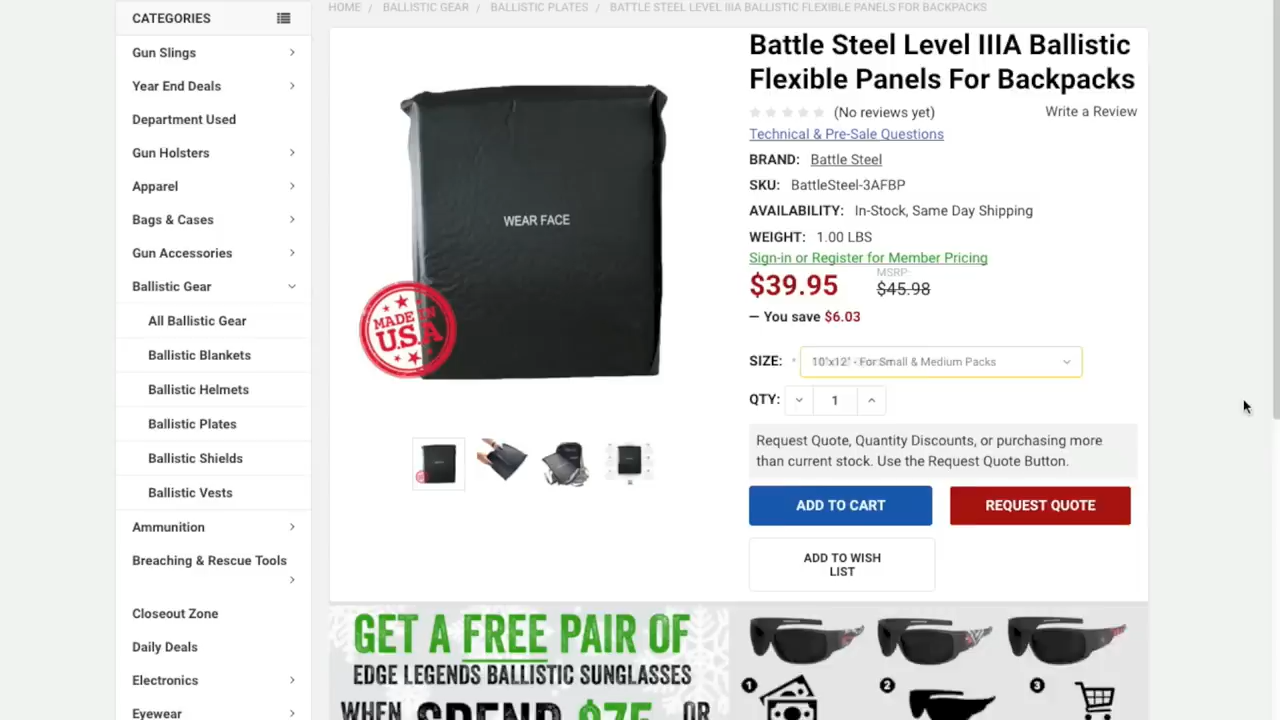 HOME / BALLISTIC GEAR / BALLISTIC PLATES / BATTLE STEEL LEVEL IIIA BALLISTIC FLEXIBLE PANELS FOR BACKPACKS
CATEGORIES
Gun Slings
Year End Deals
Department Used
Gun Holsters
Apparel
Bags & Cases
Gun Accessories
Ballistic Gear
All Ballistic Gear
Ballistic Blankets
Ballistic Helmets
Ballistic Plates
Ballistic Shields
Ballistic Vests
Ammunition
Breaching & Rescue Tools
Closeout Zone
Daily Deals
Electronics
Eyewear
WEAR FACE
MADE IN
U.S.A
Battle Steel Level IIIA Ballistic
Flexible Panels For Backpacks
(No reviews yet) Write a Review
Technical & Pre-Sale Questions
BRAND: Battle Steel
SKU: BattleSteel-3AFBP
AVAILABILITY: In-Stock, Same Day Shipping
WEIGHT: 1.00 LBS
Sign-in or Register for Member Pricing
MSRP:
$39.95 $45.98
— You save $6.03
SIZE: * 10"x12" - For Small & Medium Packs
QTY: 1
Request Quote, Quantity Discounts, or purchasing more
than current stock. Use the Request Quote Button.
ADD TO CART
REQUEST QUOTE
ADD TO WISH
LIST
GET A FREE PAIR OF
EDGE LEGENDS BALLISTIC SUNGLASSES
WHEN SPEND $75 OR
1 2 3